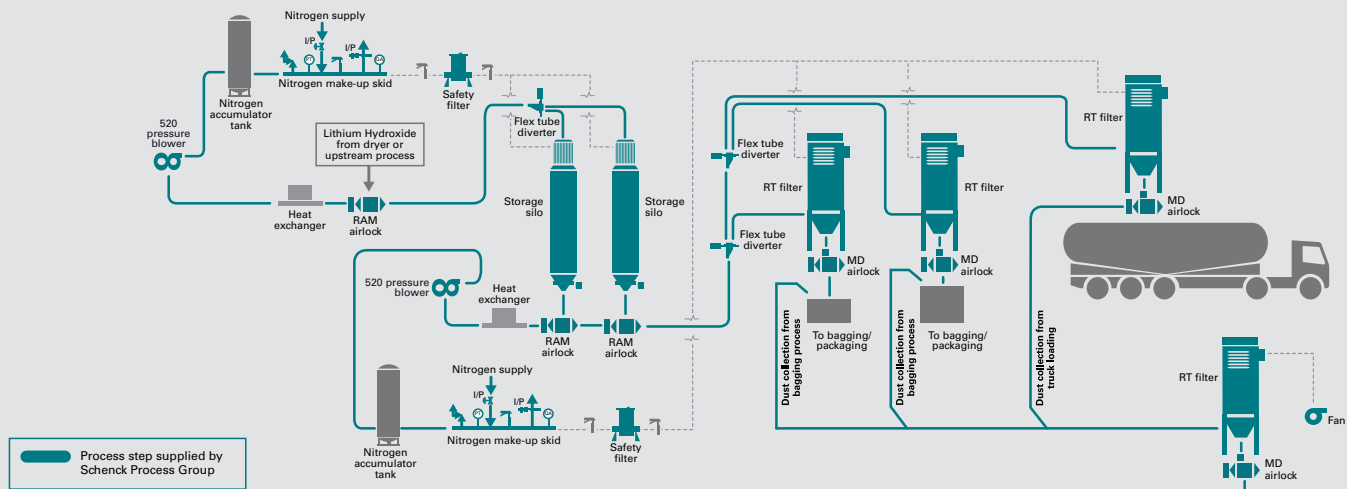 Nitrogen supply
I/P
I/P
PT
OA
Nitrogen make-up skid
Nitrogen
accumulator
tank
Safety
filter
520
pressure
blower
Lithium Hydroxide
from dryer or
upstream process
Flex tube
diverter
Heat
exchanger
RAM
airlock
Storage
silo
Storage
silo
Flex tube
diverter
Flex tube
diverter
RT filter
RT filter
RT filter
MD
airlock
MD
airlock
MD
airlock
520 pressure
blower
Heat
exchanger
RAM
airlock
RAM
airlock
To bagging/
packaging
To bagging/
packaging
Dust collection from
bagging process
Dust collection from
bagging process
Dust collection from
truck loading
Nitrogen supply
I/P
I/P
PT
OA
Nitrogen make-up skid
Nitrogen
accumulator
tank
Safety
filter
RT filter
Fan
MD
airlock
Process step supplied by
Schenck Process Group